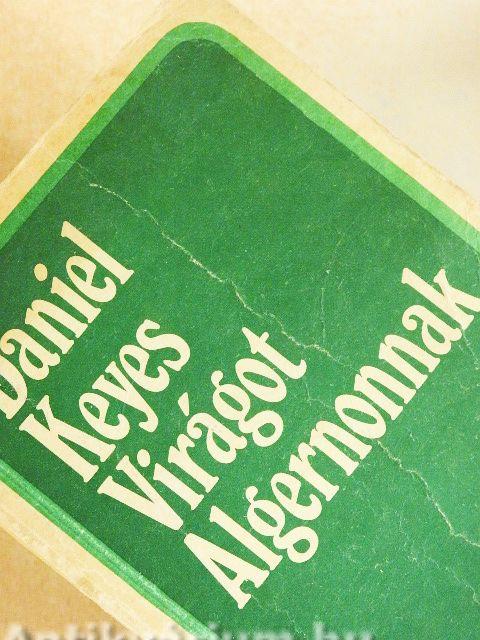 Daniel
Keyes
Virágot
Algernonnak